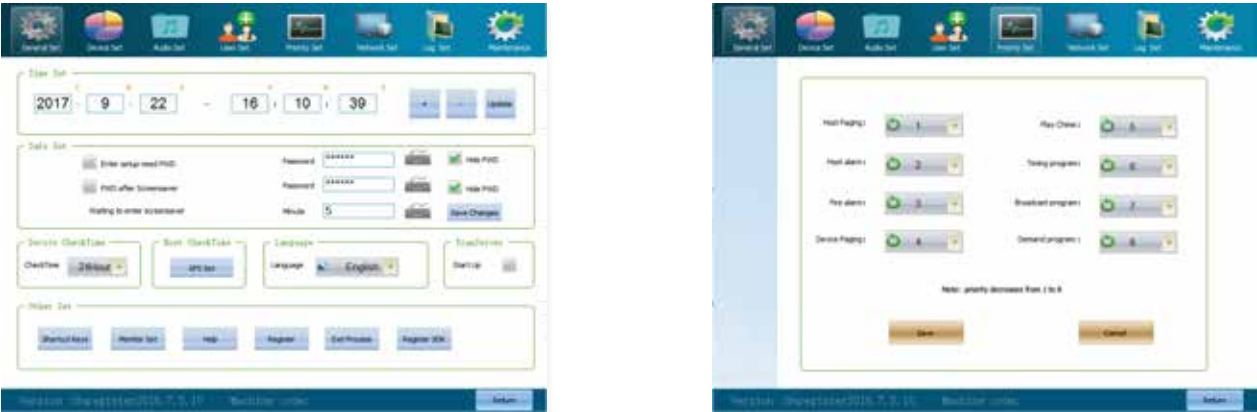 General Set Device Set Audio Set User Set Priority Set Network Set Log Set Maintenance
Time Set
2017 - 9 - 22 - 16 : 10 : 39 + - Update
Data Set
Enter setup need PWD Password ****** Hide PWD
PWD after Screensaver Password ****** Hide PWD
Waiting to enter screensaver Minute 5 Save Changes
Device CheckTime Host CheckTime Language
CheckTime 24Hour GPS Set Language English Start Up
Other Set
Shortcut Keys Monitor Set Help Register Exit Process Register SDK
Return
General Set Device Set Audio Set User Set Priority Set Network Set Log Set Maintenance
Host Paging: 1 Play Chime: 5
Host alarm: 2 Timing program: 6
Fire alarm: 3 Broadcast program: 7
Device Paging: 4 Demand program: 8
Note: priority decreases from 1 to 8
Save Cancel
Return